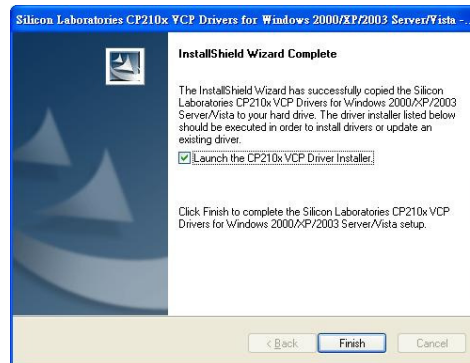 Silicon Laboratories CP210x VCP Drivers for Windows 2000/XP/2003 Server/Vista -...
InstallShield Wizard Complete
The InstallShield Wizard has successfully copied the Silicon
Laboratories CP210x VCP Drivers for Windows 2000/XP/2003
Server/Vista to your hard drive. The driver installer listed below
should be executed in order to install drivers or update an
existing driver.
Launch the CP210x VCP Driver Installer.
Click Finish to complete the Silicon Laboratories CP210x VCP
Drivers for Windows 2000/XP/2003 Server/Vista setup.
< Back Finish Cancel